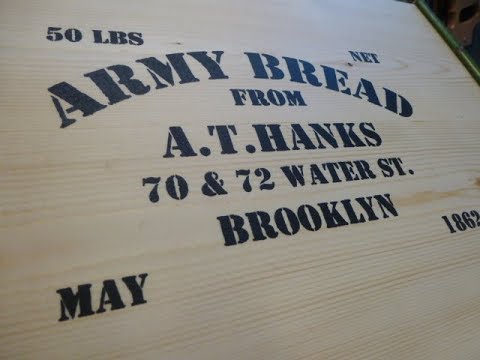 50 LBS NET
ARMY BREAD
FROM
A.T.HANKS
70 & 72 WATER ST.
BROOKLYN
MAY 1862